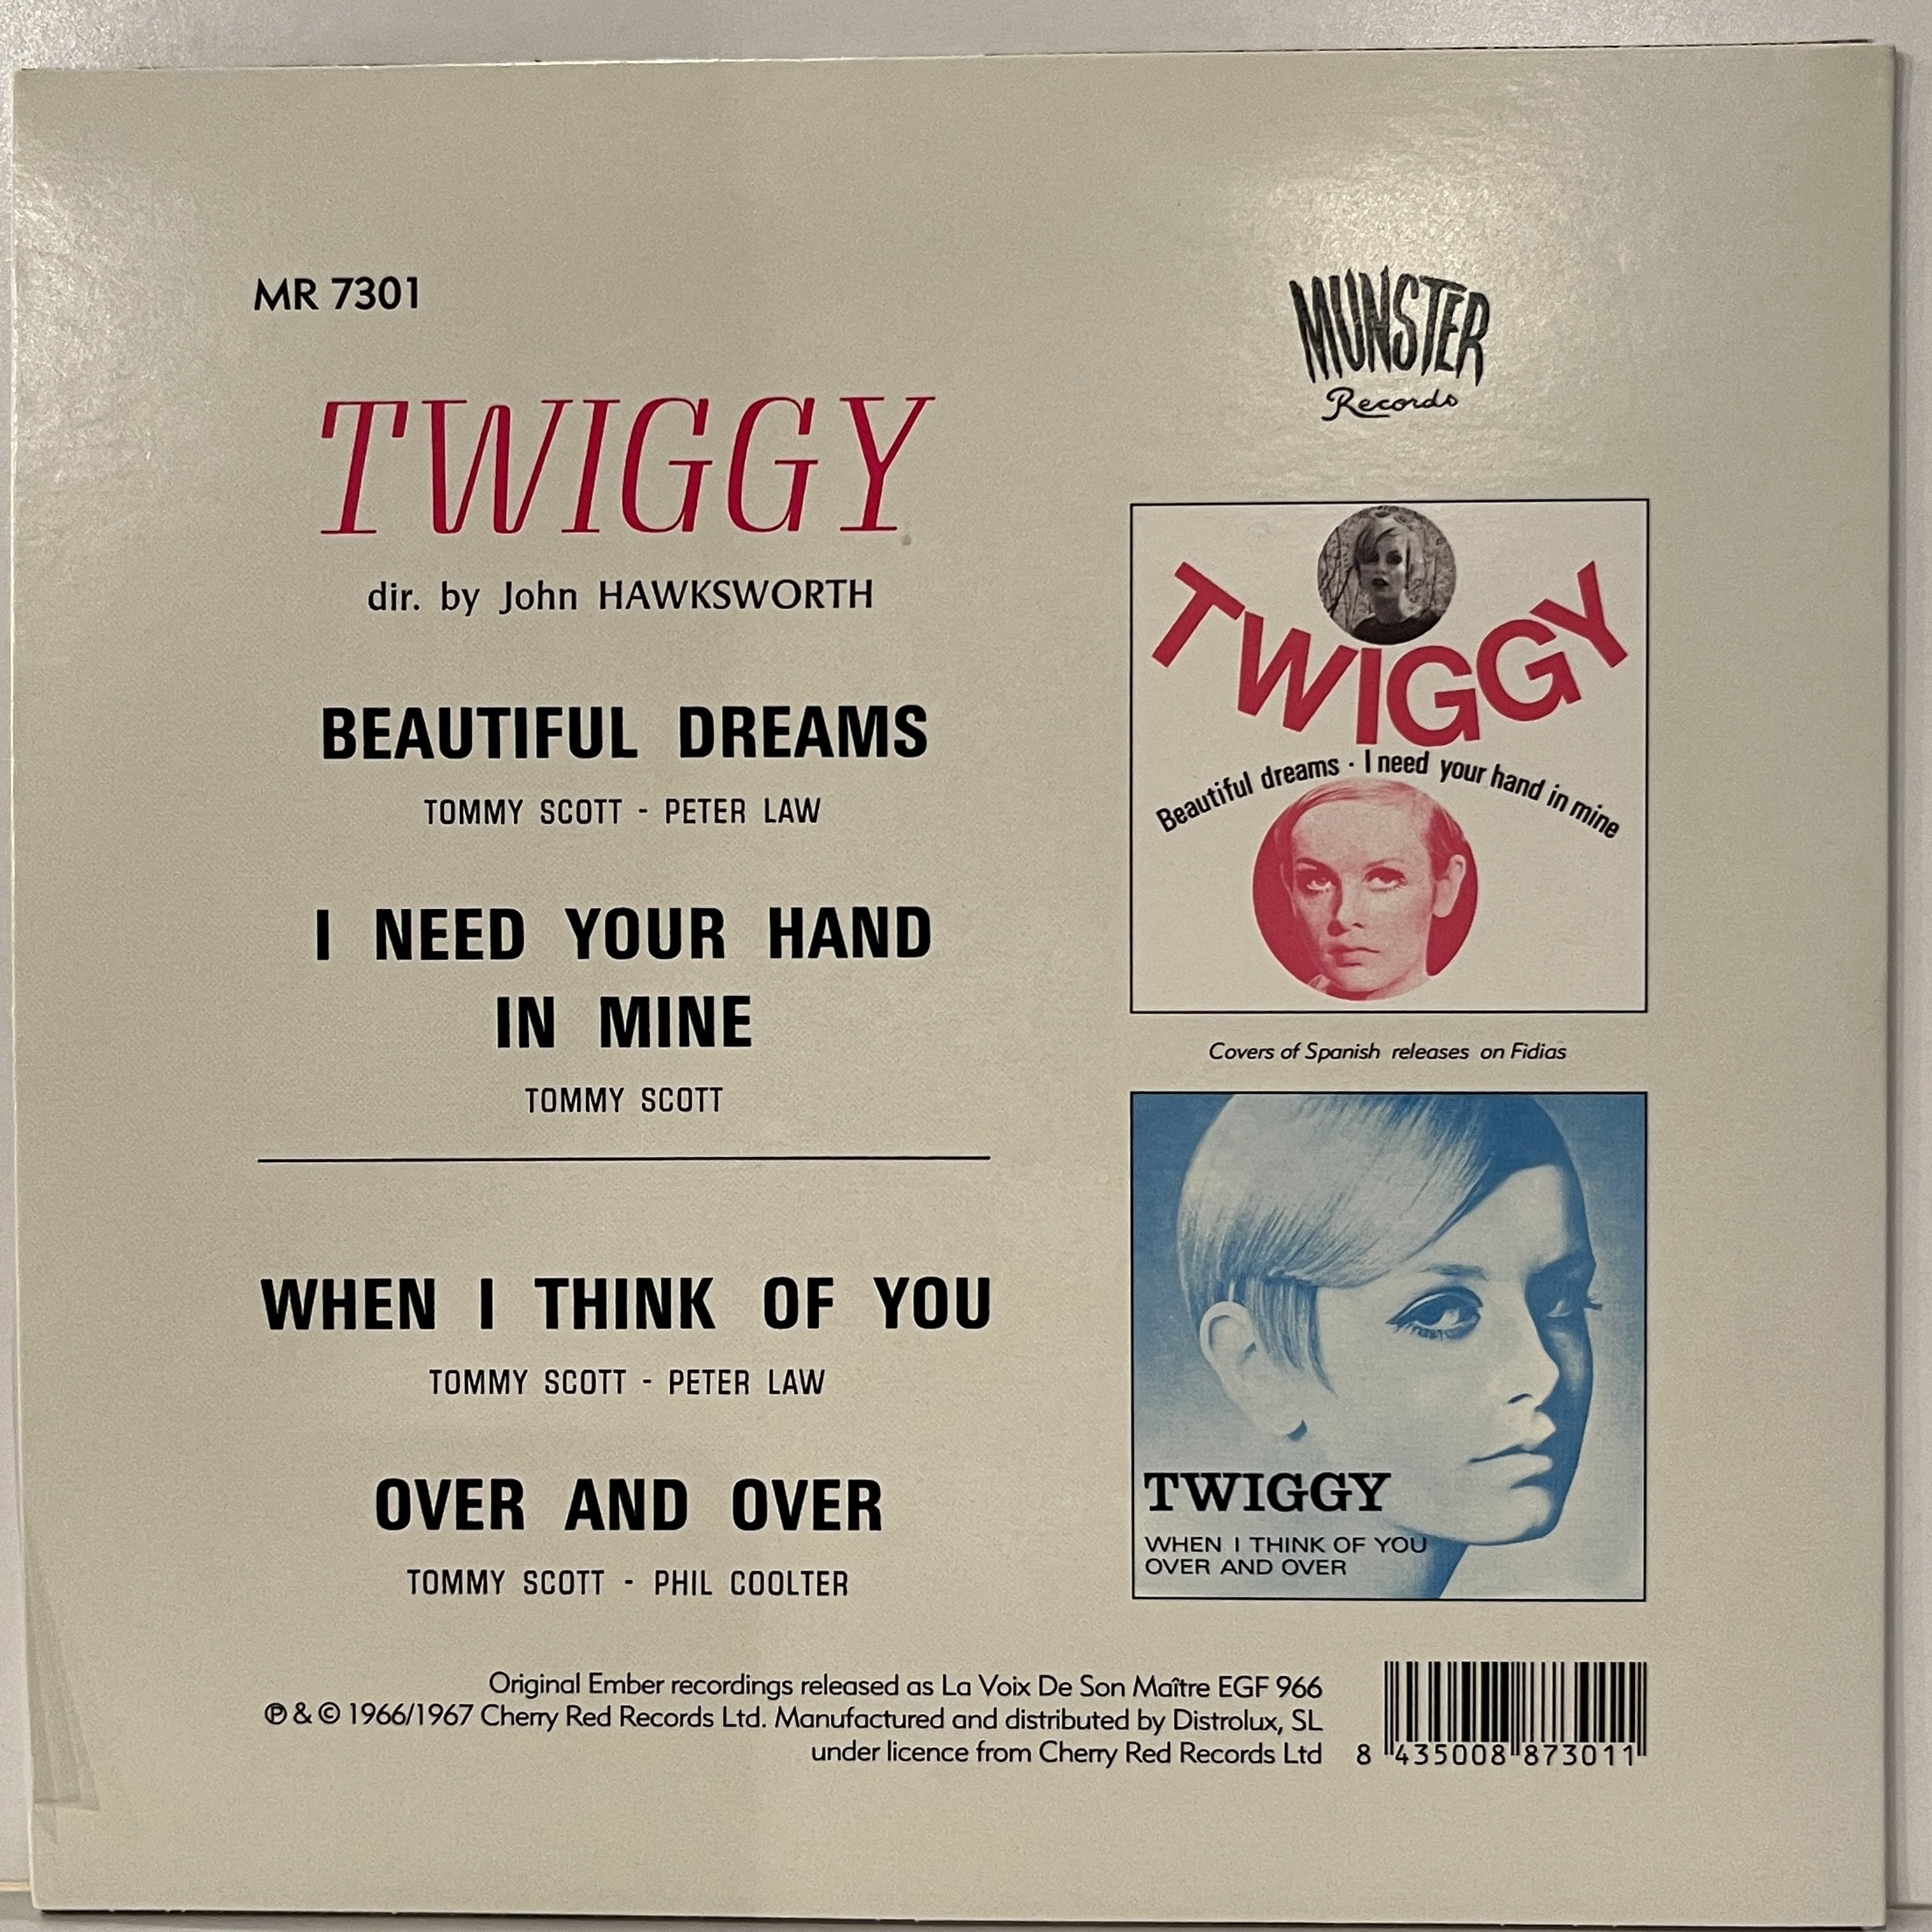 MR 7301
MUNSTER
Records
TWIGGY
dir. by John HAWKSWORTH
BEAUTIFUL DREAMS
TOMMY SCOTT - PETER LAW
I NEED YOUR HAND
IN MINE
TOMMY SCOTT
WHEN I THINK OF YOU
TOMMY SCOTT - PETER LAW
OVER AND OVER
TOMMY SCOTT - PHIL COOLTER
TWIGGY
Beautiful dreams · I need your hand in mine
Covers of Spanish releases on Fidias
TWIGGY
WHEN I THINK OF YOU
OVER AND OVER
Original Ember recordings released as La Voix De Son Maître EGF 966
℗ & © 1966/1967 Cherry Red Records Ltd. Manufactured and distributed by Distrolux, SL
under licence from Cherry Red Records Ltd
8 435008 873011